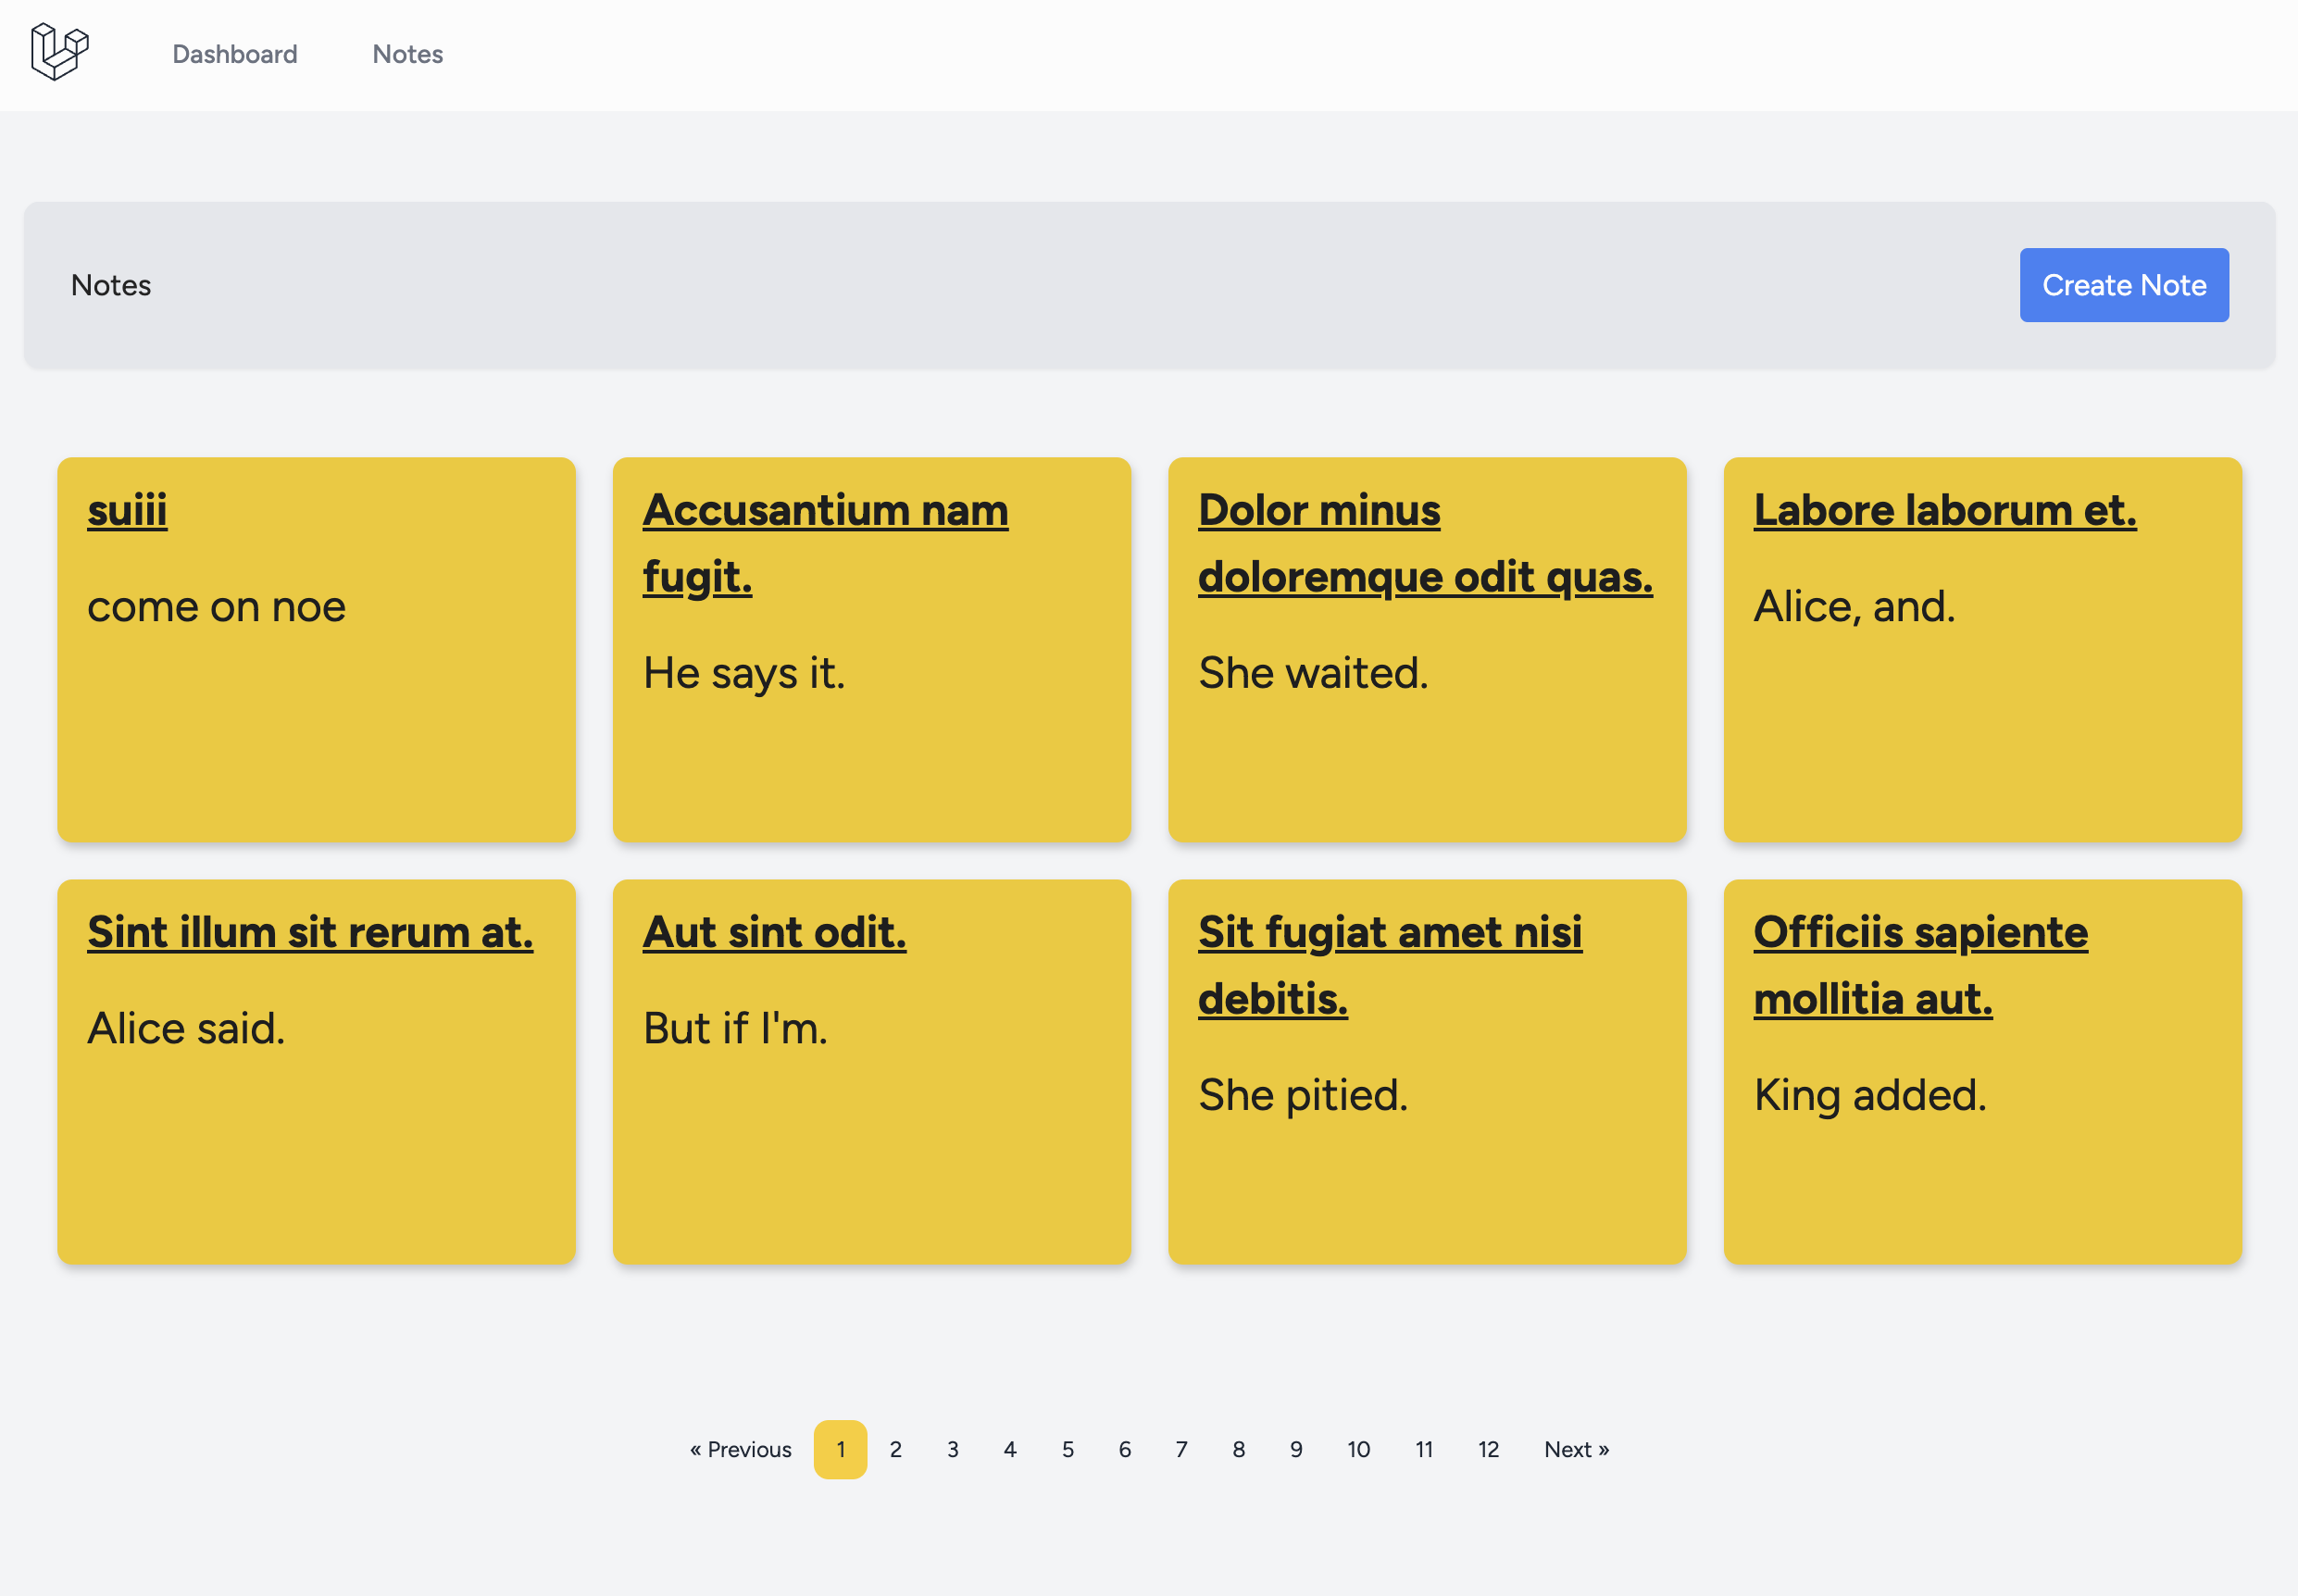 Dashboard Notes
Notes
Create Note
suiii
come on noe
Accusantium nam
fugit.
He says it.
Dolor minus
doloremque odit quas.
She waited.
Labore laborum et.
Alice, and.
Sint illum sit rerum at.
Alice said.
Aut sint odit.
But if I'm.
Sit fugiat amet nisi
debitis.
She pitied.
Officiis sapiente
mollitia aut.
King added.
« Previous 1 2 3 4 5 6 7 8 9 10 11 12 Next »